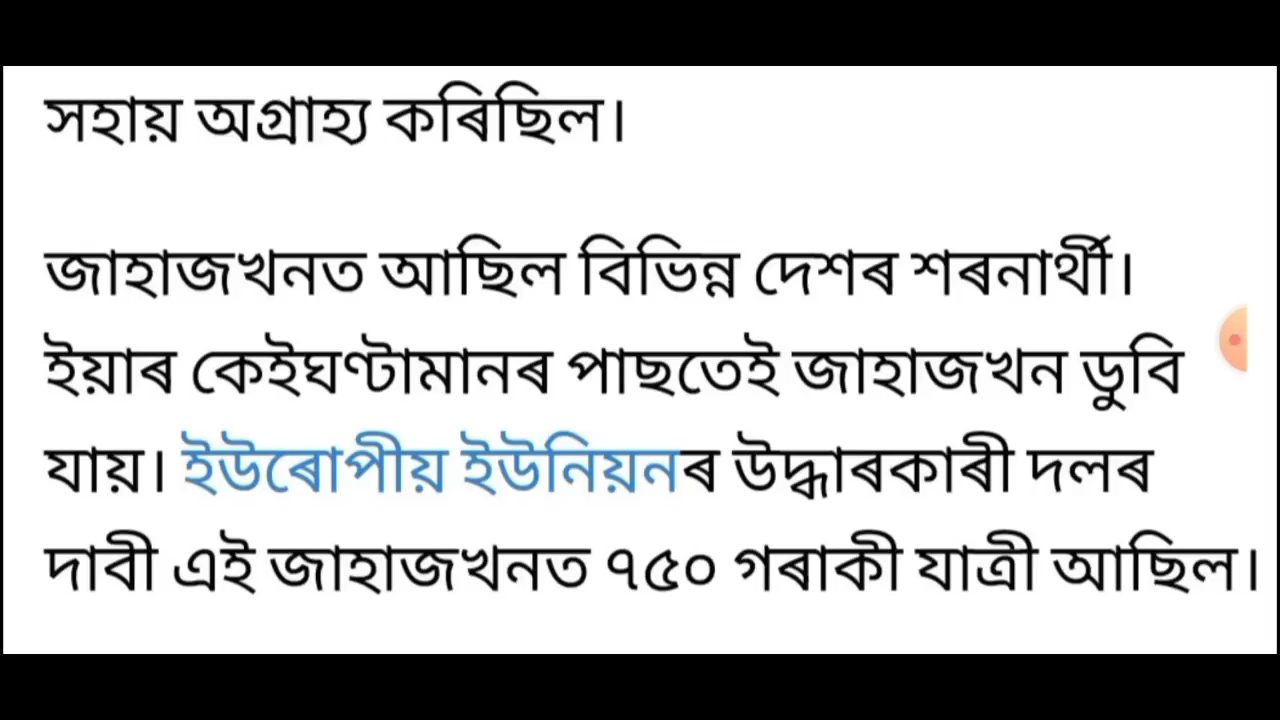 সহায় অগ্ৰাহ্য কৰিছিল।
জাহাজখনত আছিল বিভিন্ন দেশৰ শৰনাৰ্থী।
ইয়াৰ কেইঘণ্টামানৰ পাছতেই জাহাজখন ডুবি
যায়। ইউৰোপীয় ইউনিয়নৰ উদ্ধাৰকাৰী দলৰ
দাবী এই জাহাজখনত ৭৫০ গৰাকী যাত্ৰী আছিল।